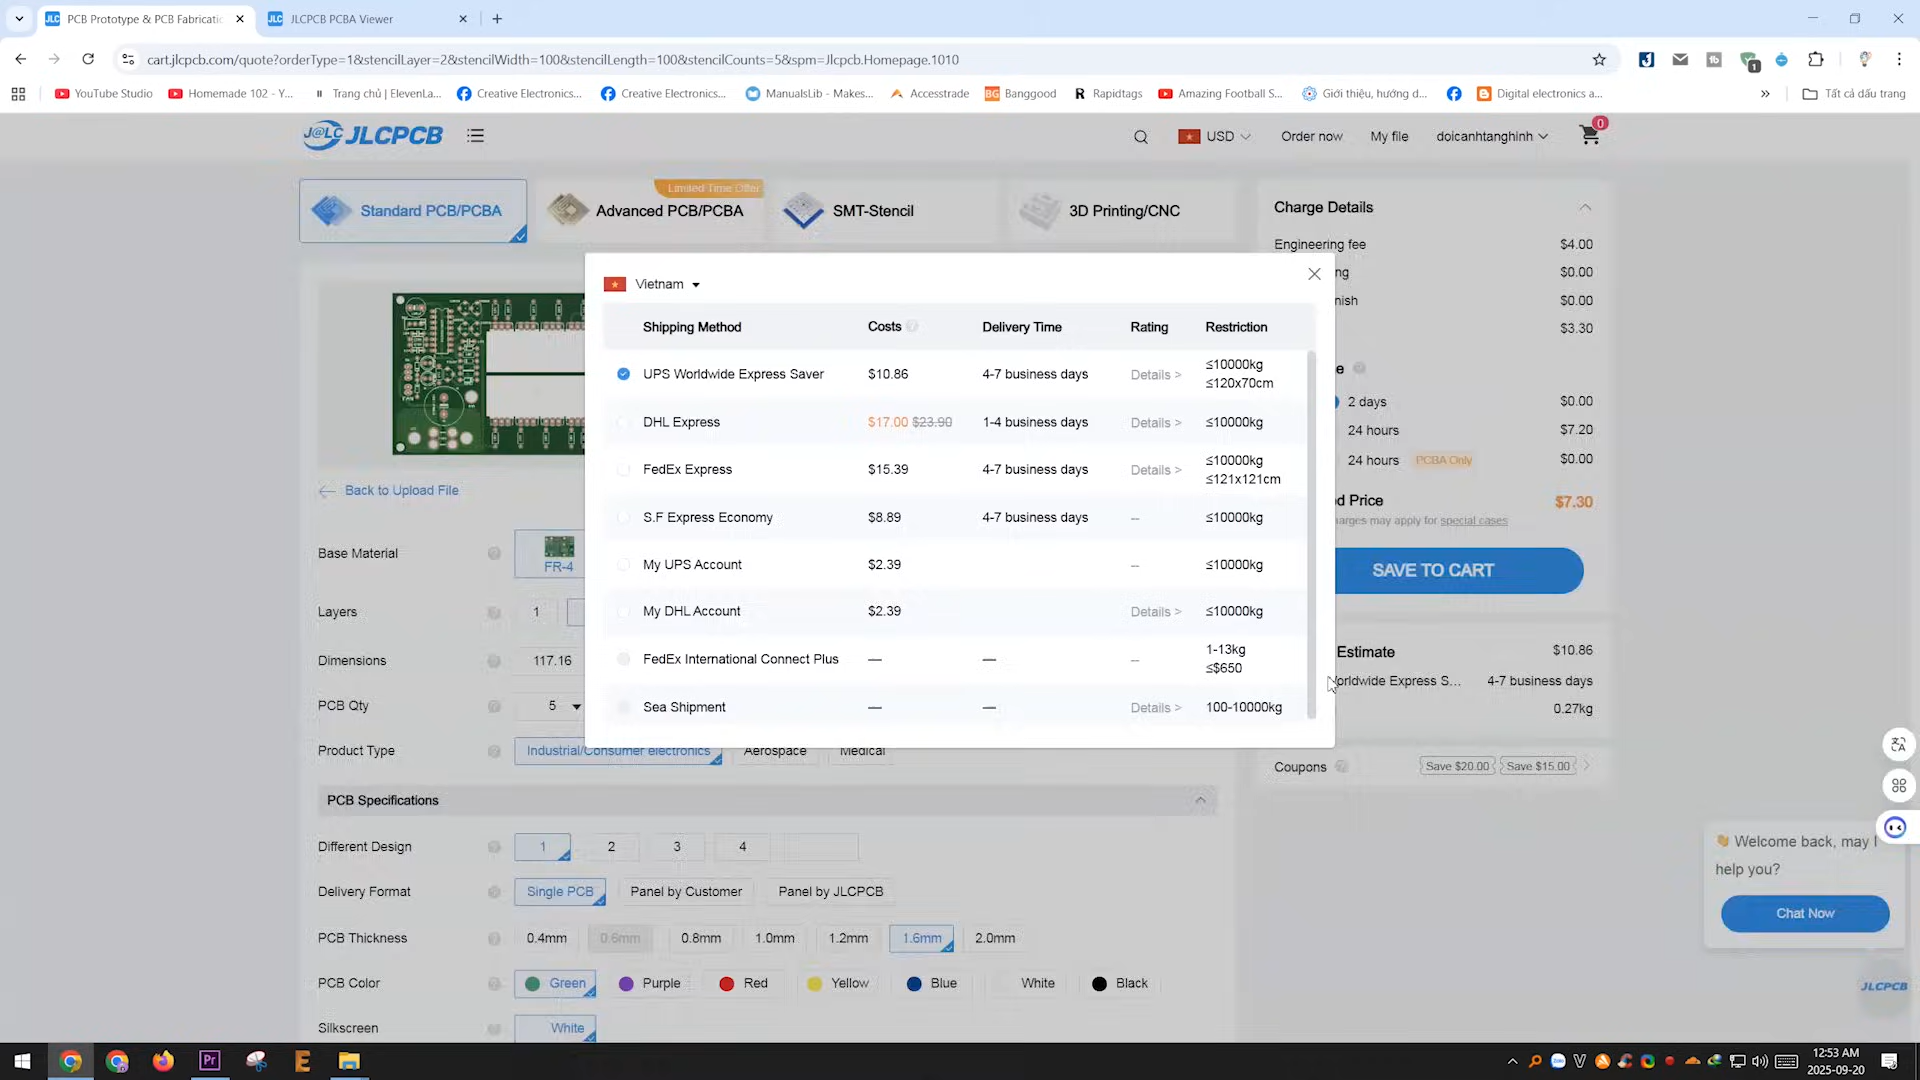 PCB Prototype & PCB Fabricatio
JLCPCB PCBA Viewer
cart.jlcpcb.com/quote?orderType=1&stencilLayer=2&stencilWidth=100&stencilLength=100&stencilCounts=5&spm=Jlcpcb.Homepage.1010
YouTube Studio
Homemade 102 - Y...
Trang chủ | ElevenLa...
Creative Electronics...
Creative Electronics...
ManualsLib - Makes...
Accesstrade
Banggood
Rapidtags
Amazing Football S...
Giới thiệu, hướng d...
Digital electronics a...
Tất cả dấu trang
J@LC JLCPCB
USD
Order now
My file
doicanhtanghinh
0
Standard PCB/PCBA
Limited Time Offer
Advanced PCB/PCBA
SMT-Stencil
3D Printing/CNC
Charge Details
Engineering fee $4.00
ng $0.00
nish $0.00
$3.30
e
2 days $0.00
24 hours $7.20
24 hours PCBA Only $0.00
d Price $7.30
arges may apply for special cases
SAVE TO CART
Estimate $10.86
orldwide Express S... 4-7 business days
0.27kg
Coupons Save $20.00 Save $15.00
Vietnam
Shipping Method Costs Delivery Time Rating Restriction
UPS Worldwide Express Saver $10.86 4-7 business days Details > ≤10000kg
≤120x70cm
DHL Express $17.00 $23.90 1-4 business days Details > ≤10000kg
FedEx Express $15.39 4-7 business days Details > ≤10000kg
≤121x121cm
S.F Express Economy $8.89 4-7 business days -- ≤10000kg
My UPS Account $2.39 -- ≤10000kg
My DHL Account $2.39 Details > ≤10000kg
FedEx International Connect Plus — — -- 1-13kg
≤$650
Sea Shipment — — Details > 100-10000kg
Back to Upload File
Base Material FR-4
Layers 1
Dimensions 117.16
PCB Qty 5
Product Type Industrial/Consumer electronics Aerospace Medical
PCB Specifications
Different Design 1 2 3 4
Delivery Format Single PCB Panel by Customer Panel by JLCPCB
PCB Thickness 0.4mm 0.6mm 0.8mm 1.0mm 1.2mm 1.6mm 2.0mm
PCB Color Green Purple Red Yellow Blue White Black
Silkscreen White
Welcome back, may I
help you?
Chat Now
JLCPCB
12:53 AM
2025-09-20